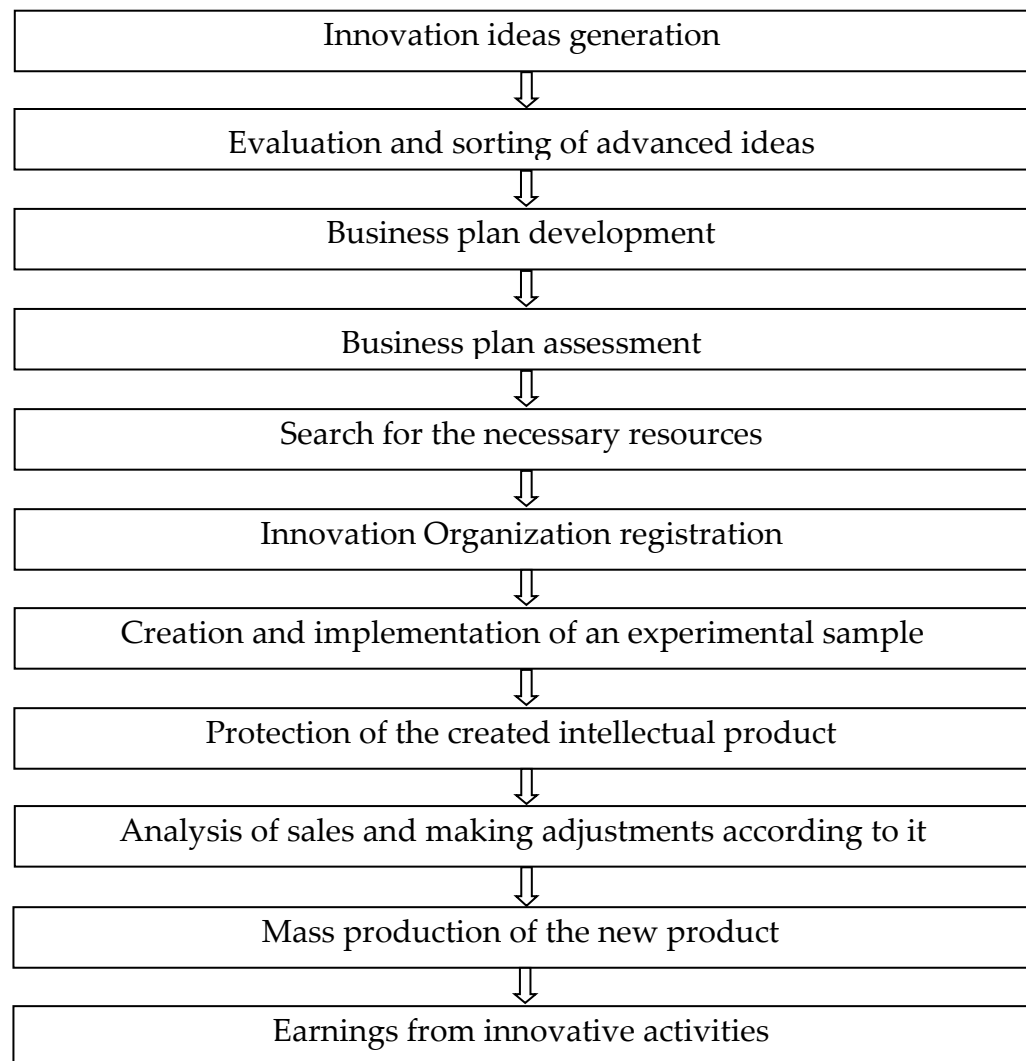 Innovation ideas generation
Evaluation and sorting of advanced ideas
Business plan development
Business plan assessment
Search for the necessary resources
Innovation Organization registration
Creation and implementation of an experimental sample
Protection of the created intellectual product
Analysis of sales and making adjustments according to it
Mass production of the new product
Earnings from innovative activities